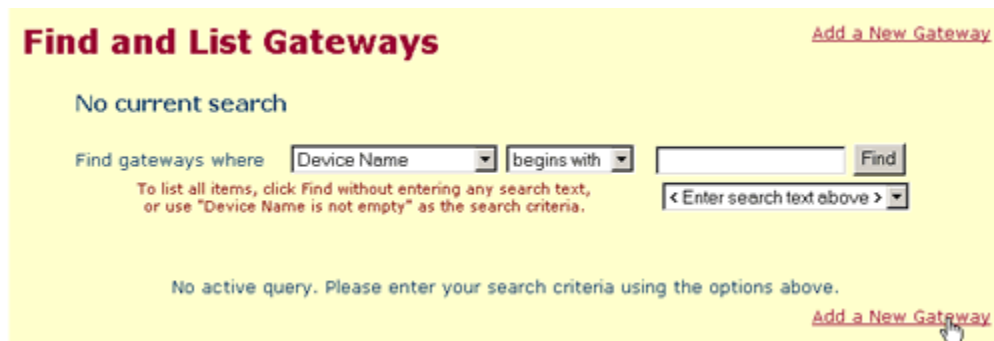 Find and List Gateways
Add a New Gateway
No current search
Find gateways where Device Name begins with Find
To list all items, click Find without entering any search text,
or use "Device Name is not empty" as the search criteria.
< Enter search text above >
No active query. Please enter your search criteria using the options above.
Add a New Gateway